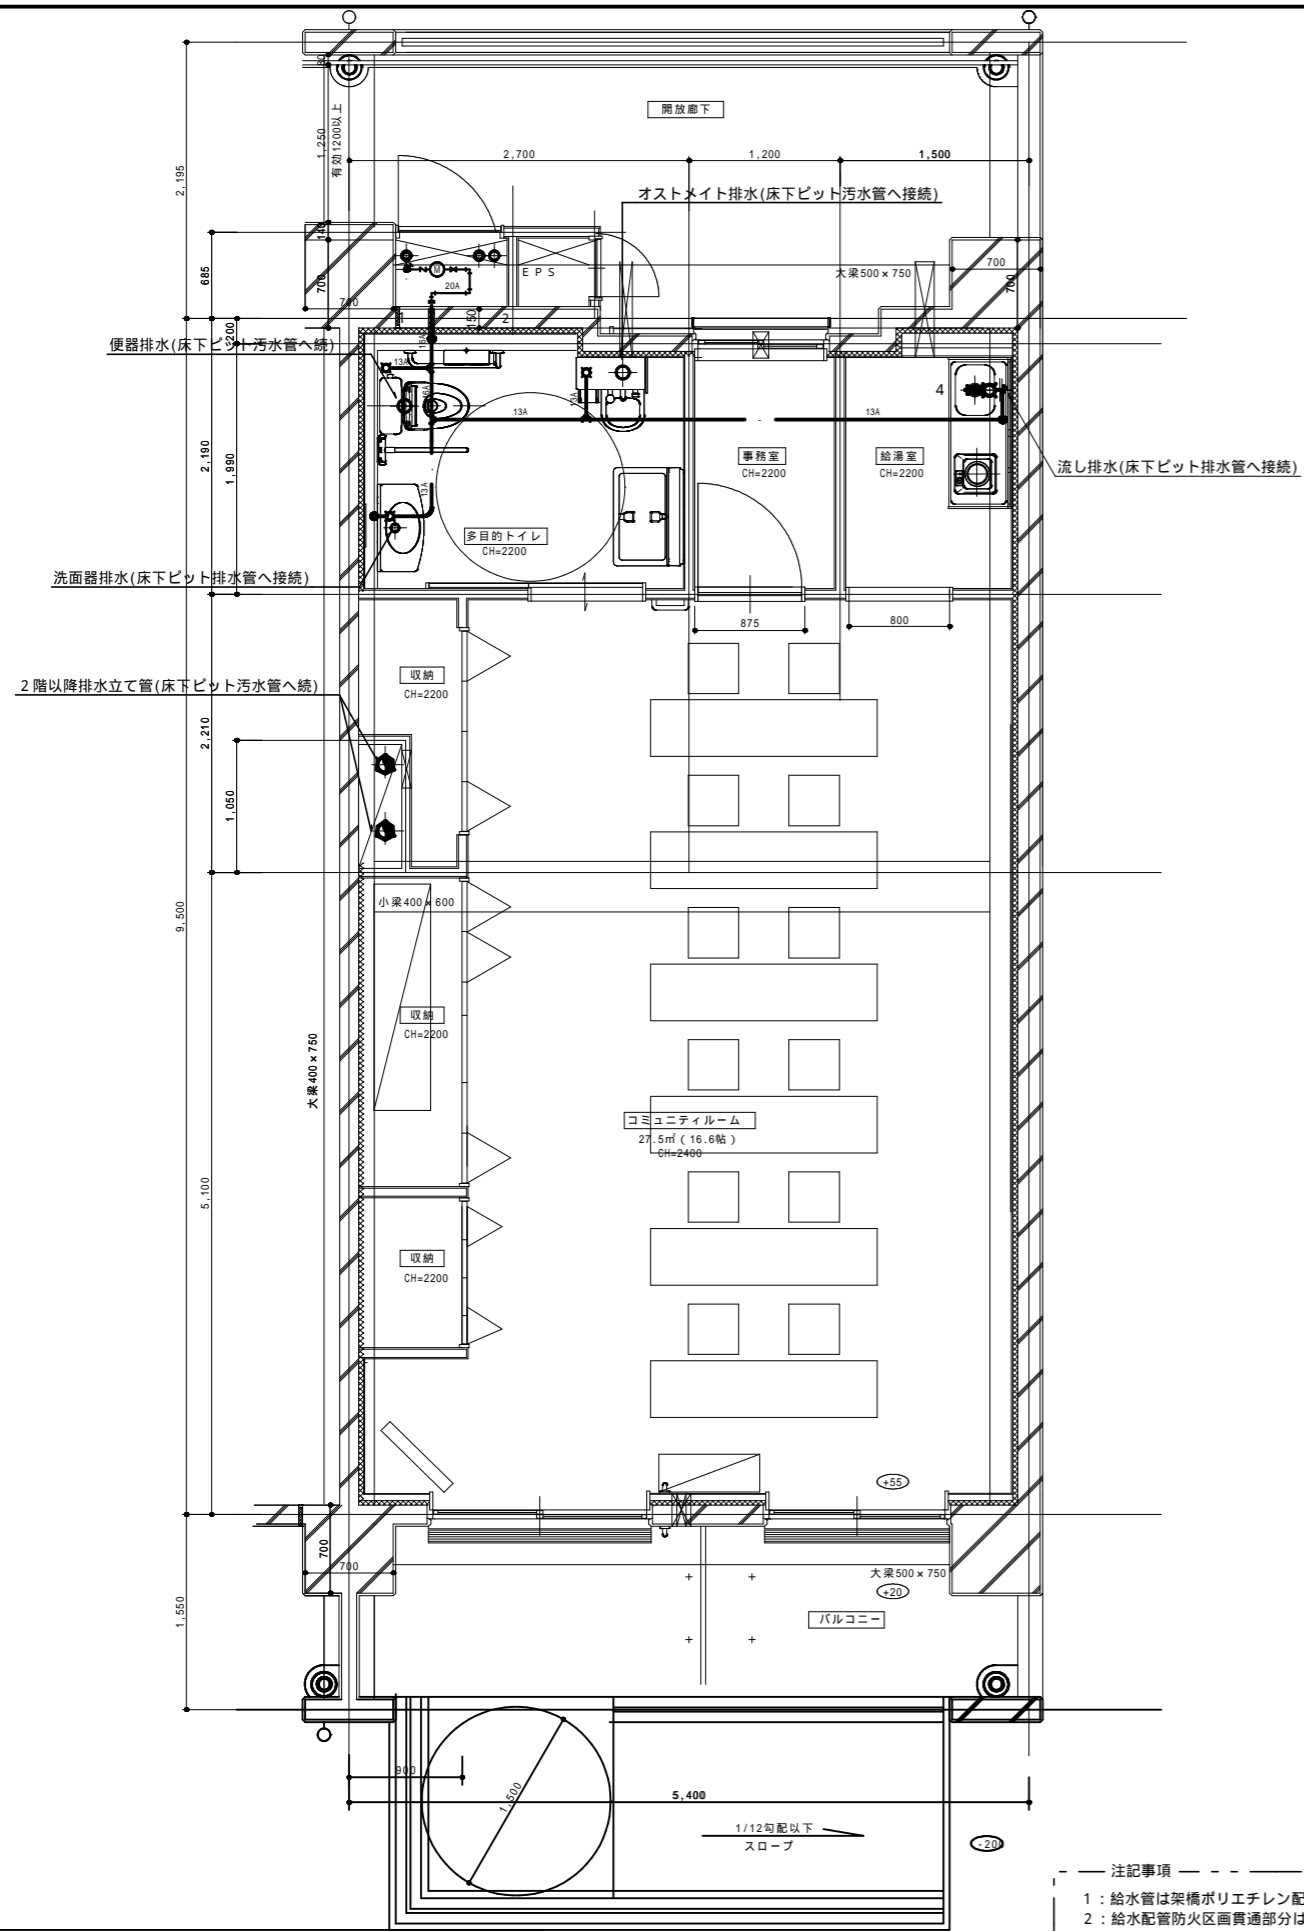 開放廊下
80
1,250
有効1200以上
2,700
1,200
1,500
2,195
オストメイト排水(床下ピット汚水管へ接続)
140
685
700
700
M
20A
EPS
大梁500×750
700
700
200
150
2
便器排水(床下ピット汚水管へ続)
16A
13A
16A
13A
13A
13A
4
2,190
1,990
事務室
CH=2200
給湯室
CH=2200
流し排水(床下ピット排水管へ接続)
13A
多目的トイレ
CH=2200
洗面器排水(床下ピット排水管へ接続)
875
800
収納
CH=2200
2階以降排水立て管(床下ピット汚水管へ続)
2,210
1,050
小梁400×600
9,500
収納
CH=2200
大梁400×750
コミュニティルーム
27.5㎡(16.6帖)
CH=2400
5,100
収納
CH=2200
+55
700
700
大梁500×750
+20
1,550
バルコニー
900
1,500
5,400
1/12勾配以下
スロープ
-200
注記事項
1:給水管は架橋ポリエチレン配
2:給水配管防火区画貫通部分は